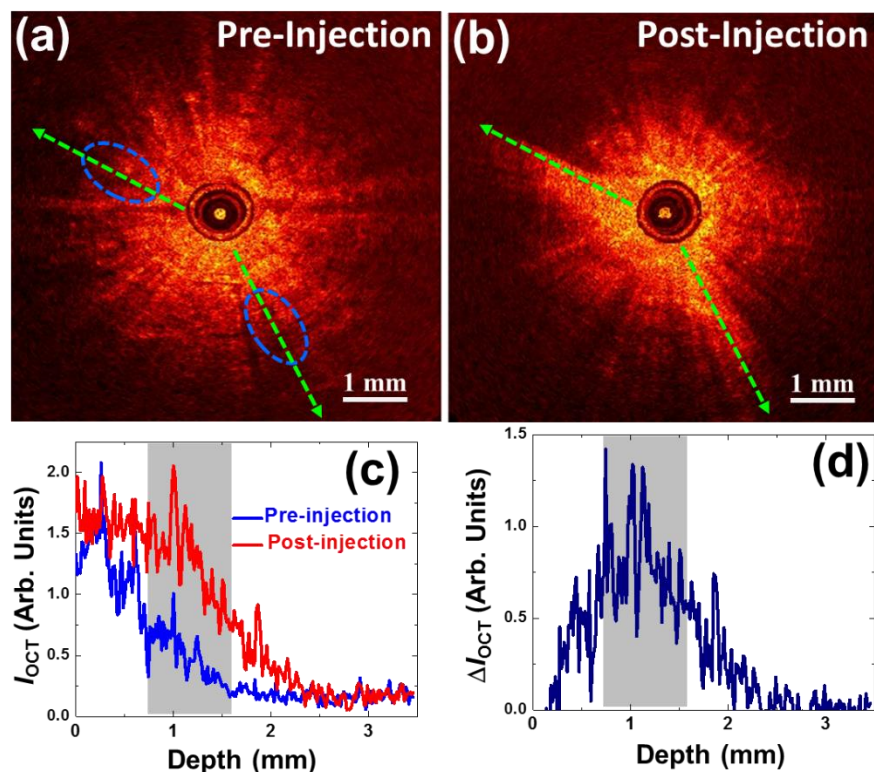 (a) Pre-Injection
1 mm
(b) Post-Injection
1 mm
(c)
Pre-injection
Post-injection
I_OCT (Arb. Units)
2.0
1.5
1.0
0.5
0.0
0 1 2 3
Depth (mm)
(d)
ΔI_OCT (Arb. Units)
1.5
1.0
0.5
0.0
0 1 2 3
Depth (mm)